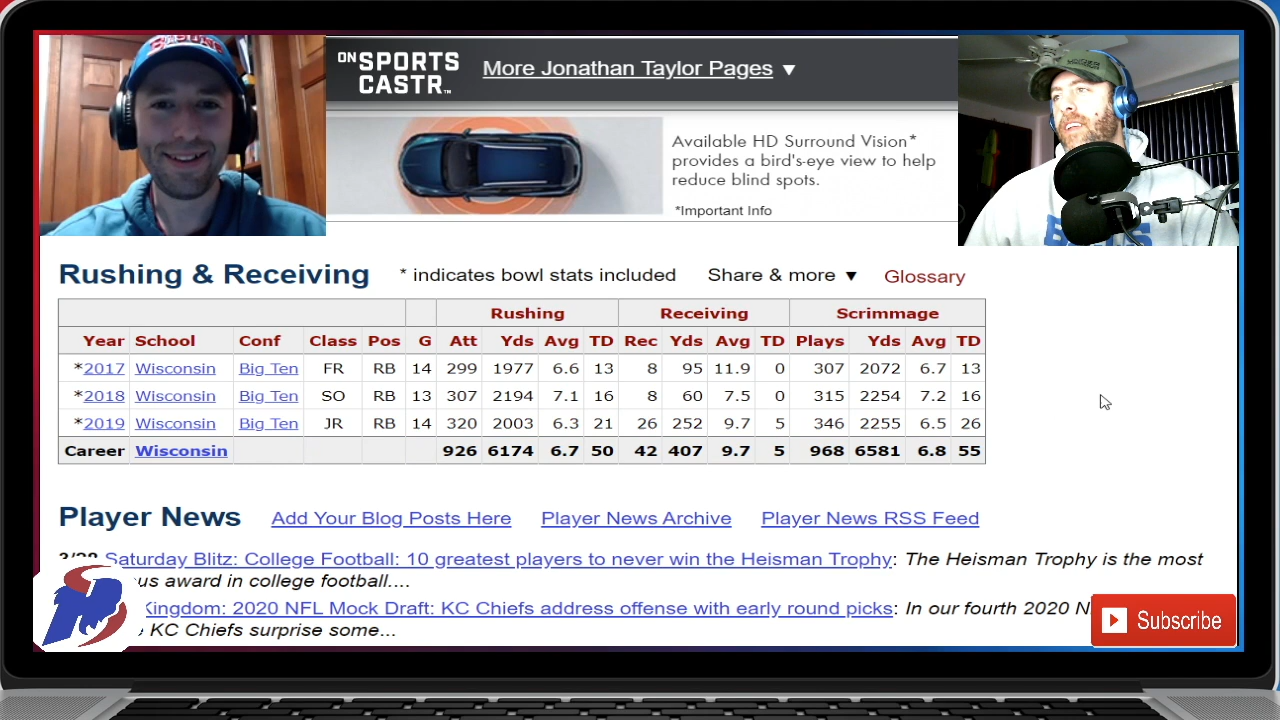 ON SPORTS
CASTR™
More Jonathan Taylor Pages ▼
Available HD Surround Vision*
provides a bird's-eye view to help
reduce blind spots.
*Important Info
Rushing & Receiving * indicates bowl stats included Share & more ▼ Glossary
Rushing Receiving Scrimmage
Year School Conf Class Pos G Att Yds Avg TD Rec Yds Avg TD Plays Yds Avg TD
*2017 Wisconsin Big Ten FR RB 14 299 1977 6.6 13 8 95 11.9 0 307 2072 6.7 13
*2018 Wisconsin Big Ten SO RB 13 307 2194 7.1 16 8 60 7.5 0 315 2254 7.2 16
*2019 Wisconsin Big Ten JR RB 14 320 2003 6.3 21 26 252 9.7 5 346 2255 6.5 26
Career Wisconsin 926 6174 6.7 50 42 407 9.7 5 968 6581 6.8 55
Player News Add Your Blog Posts Here Player News Archive Player News RSS Feed
Saturday Blitz: College Football: 10 greatest players to never win the Heisman Trophy: The Heisman Trophy is the most
award in college football....
Kingdom: 2020 NFL Mock Draft: KC Chiefs address offense with early round picks: In our fourth 2020 N
KC Chiefs surprise some...
Subscribe